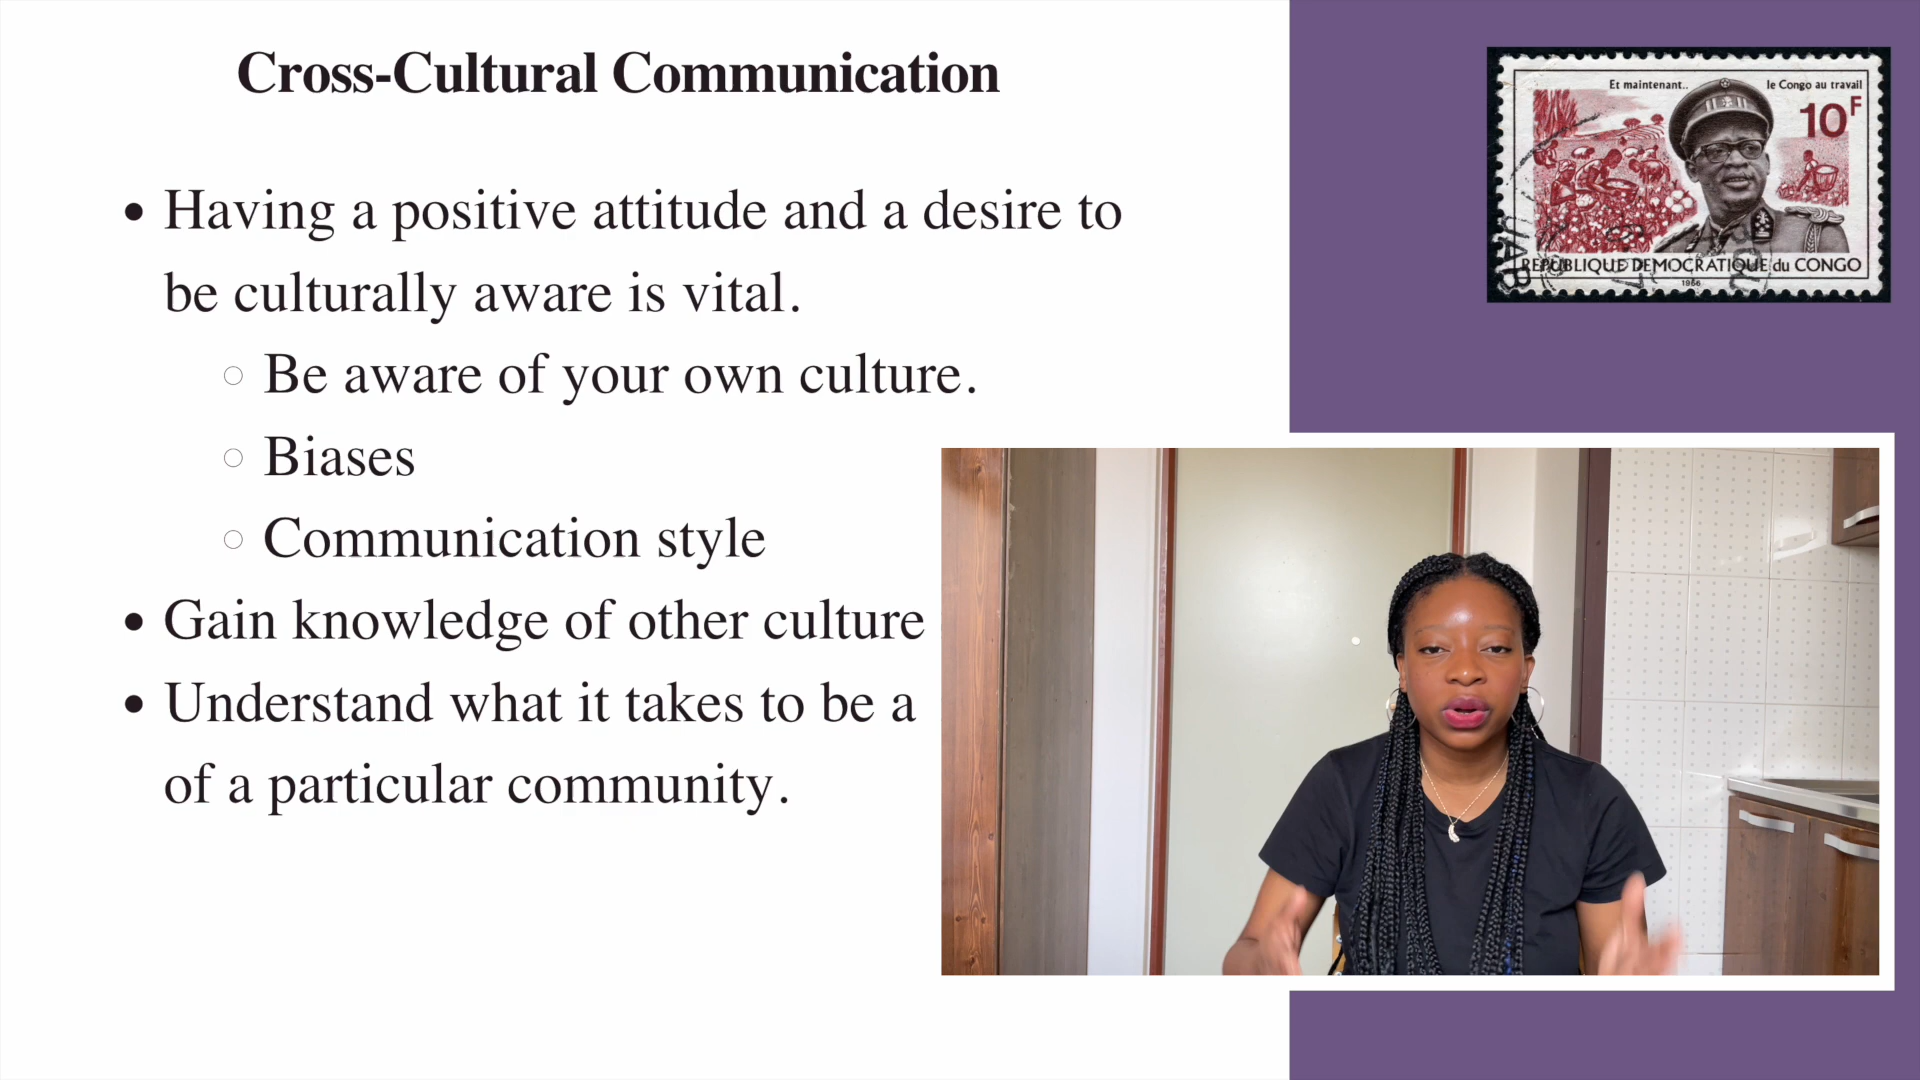 Cross-Cultural Communication
Having a positive attitude and a desire to
be culturally aware is vital.
Be aware of your own culture.
Biases
Communication style
Gain knowledge of other culture
Understand what it takes to be a
of a particular community.
Et maintenant.. le Congo au travail
10F
REPUBLIQUE DEMOCRATIQUE du CONGO
1966